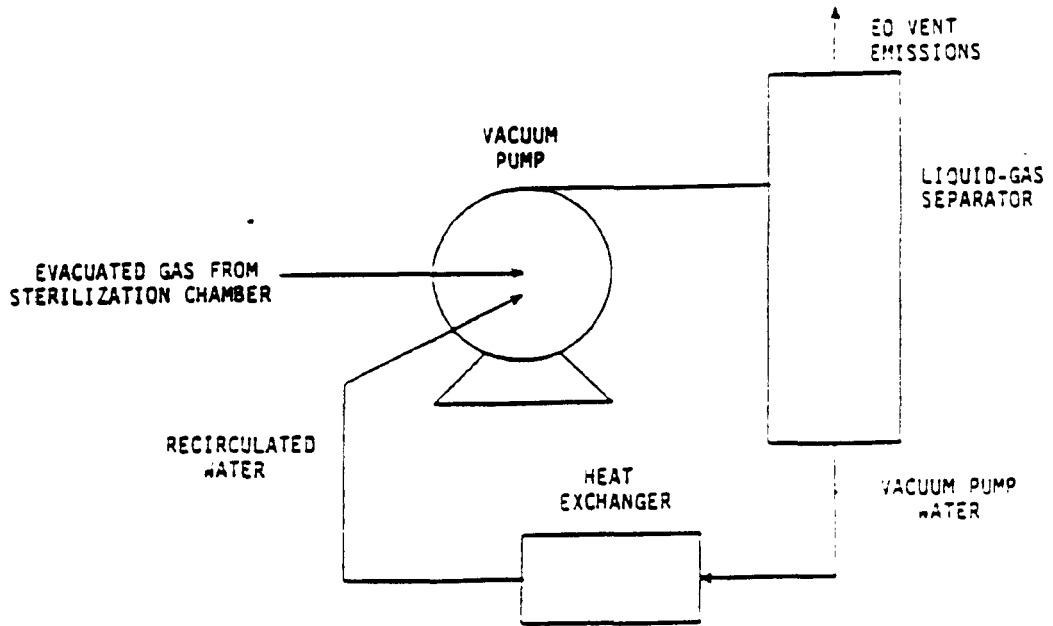 EO VENT
EMISSIONS
VACUUM
PUMP
LIQUID-GAS
SEPARATOR
EVACUATED GAS FROM
STERILIZATION CHAMBER
RECIRCULATED
WATER
HEAT
EXCHANGER
VACUUM PUMP
WATER